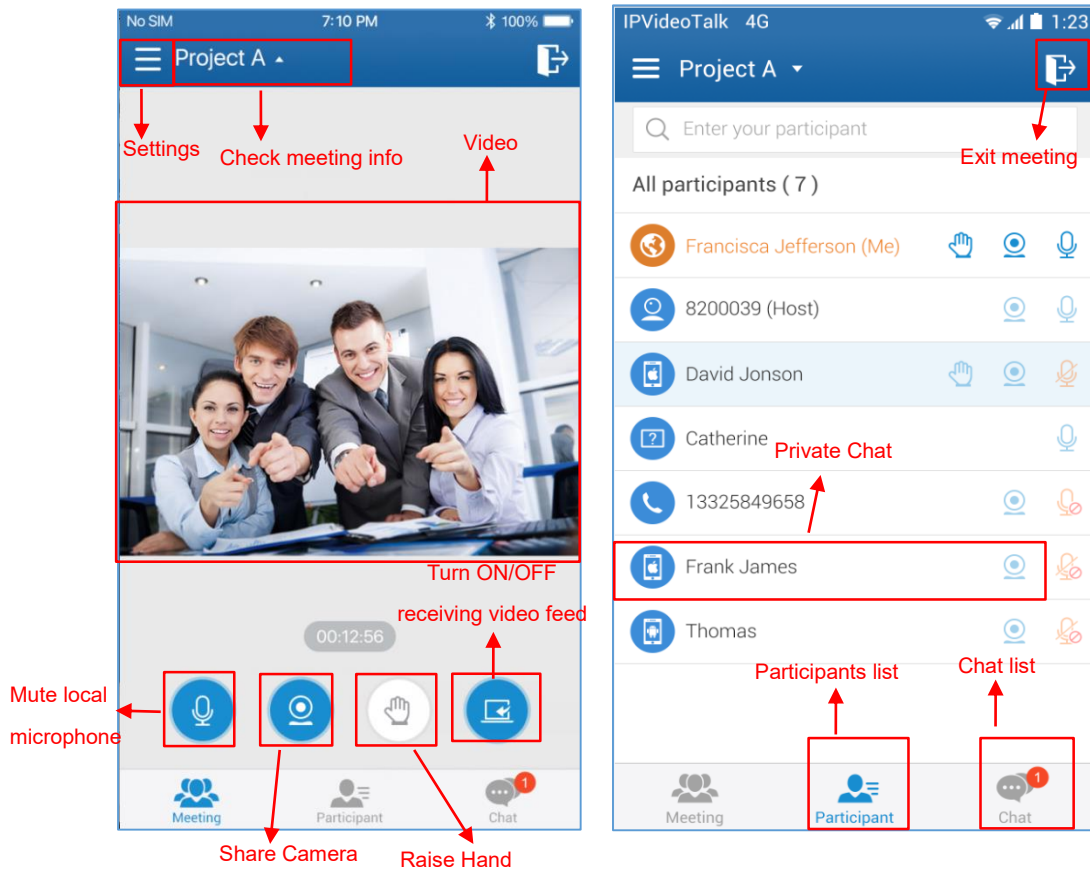 No SIM 7:10 PM 100%
Project A
Settings
Check meeting info
Video
Turn ON/OFF
receiving video feed
00:12:56
Mute local
microphone
1
Meeting Participant Chat
Share Camera
Raise Hand
IPVideoTalk 4G 1:23
Project A
Enter your participant
Exit meeting
All participants ( 7 )
Francisca Jefferson (Me)
8200039 (Host)
David Jonson
?
Catherine
Private Chat
13325849658
Frank James
Thomas
Participants list
Chat list
1
Meeting Participant Chat